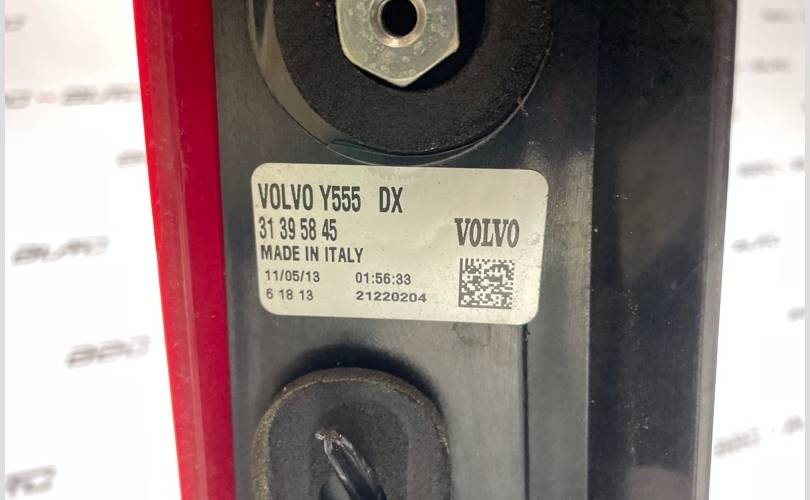 VOLVO Y555 DX
31 39 58 45
VOLVO
MADE IN ITALY
11/05/13 01:56:33
6 18 13 21220204